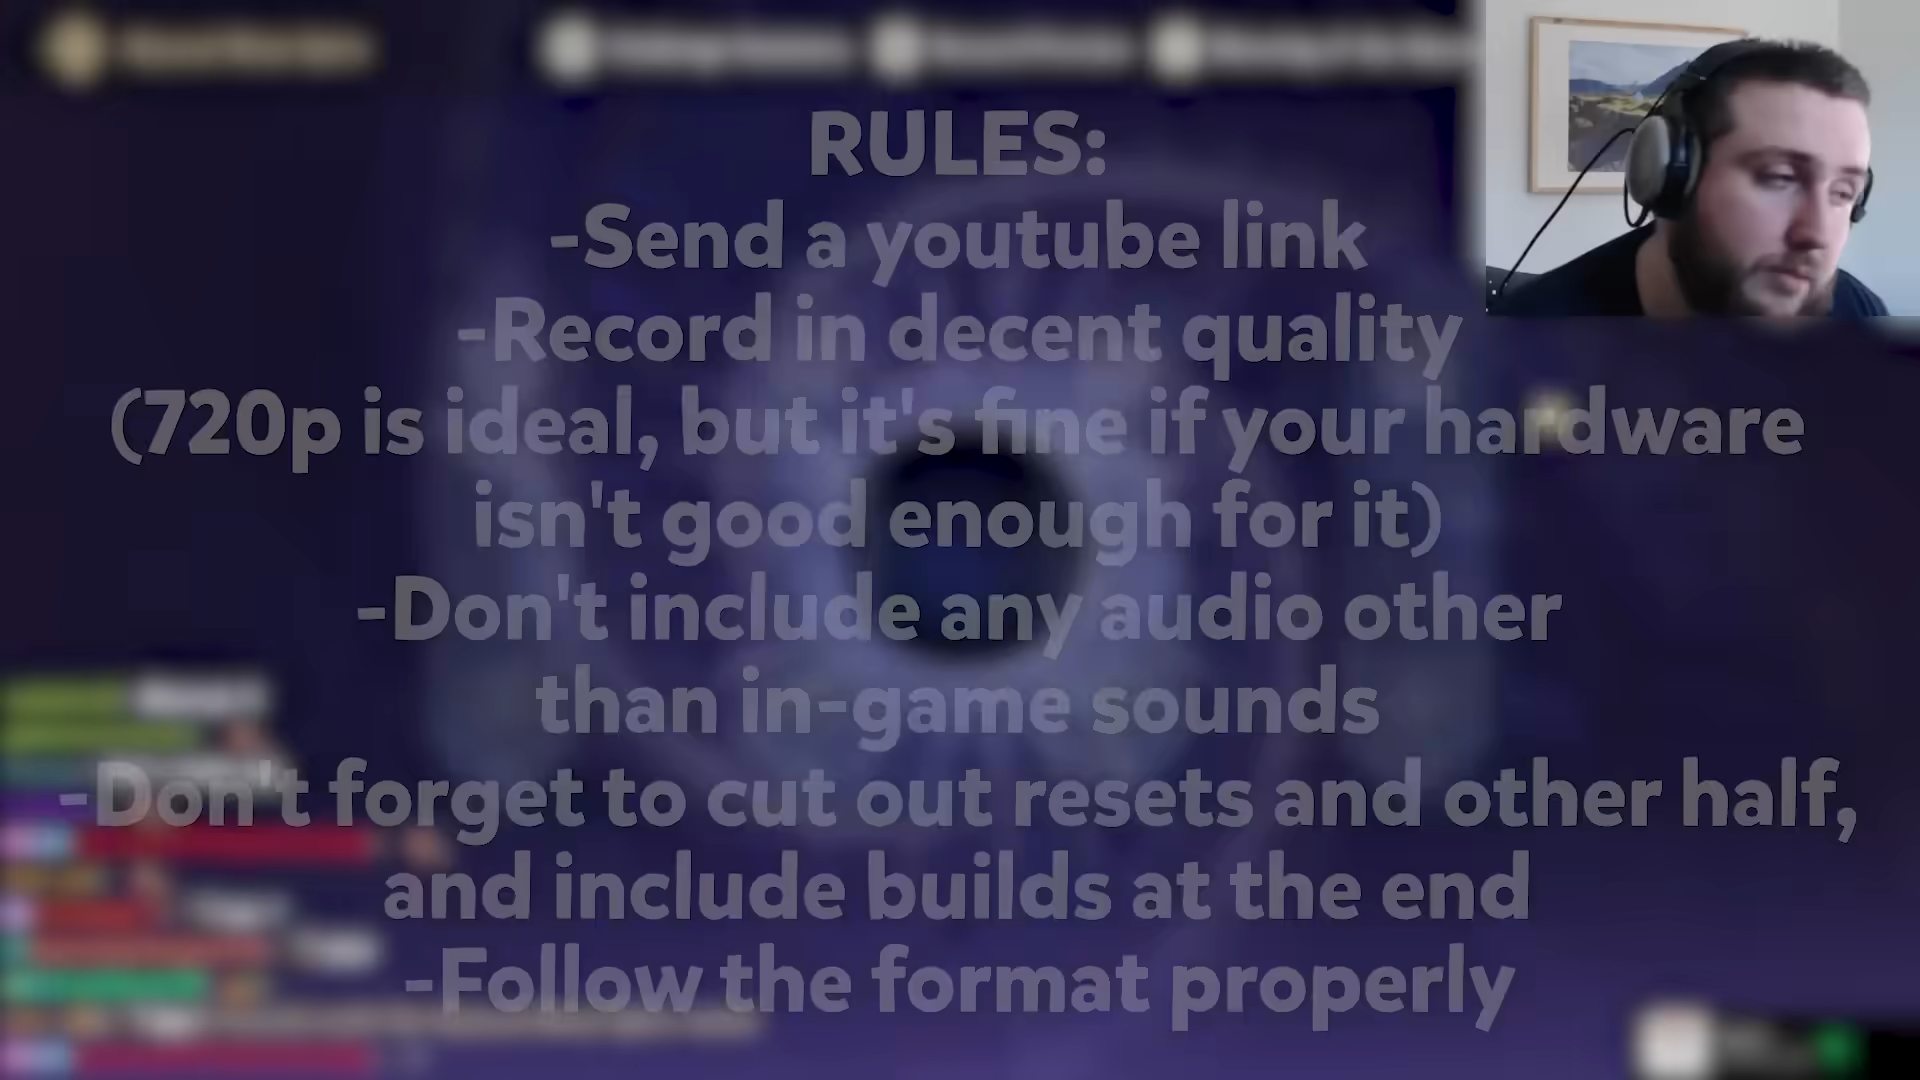 RULES:
-Send a youtube link
-Record in decent quality
(720p is ideal, but it's fine if your hardware
isn't good enough for it)
-Don't include any audio other
than in-game sounds
-Don't forget to cut out resets and other half,
and include builds at the end
-Follow the format properly